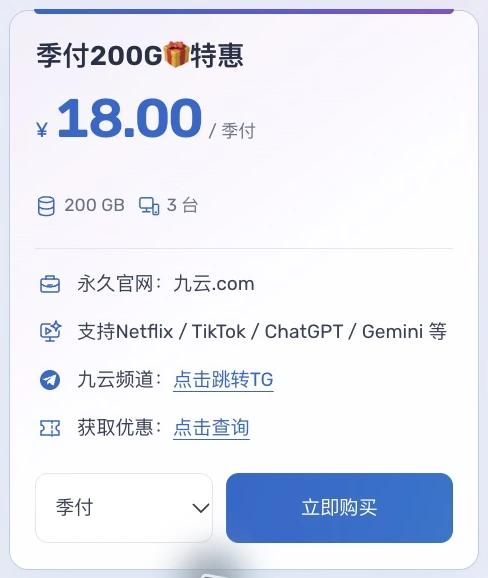 季付200G🎁特惠
¥ 18.00 / 季付
200 GB 3 台
永久官网：九云.com
支持Netflix / TikTok / ChatGPT / Gemini 等
九云频道：点击跳转TG
获取优惠：点击查询
季付 立即购买